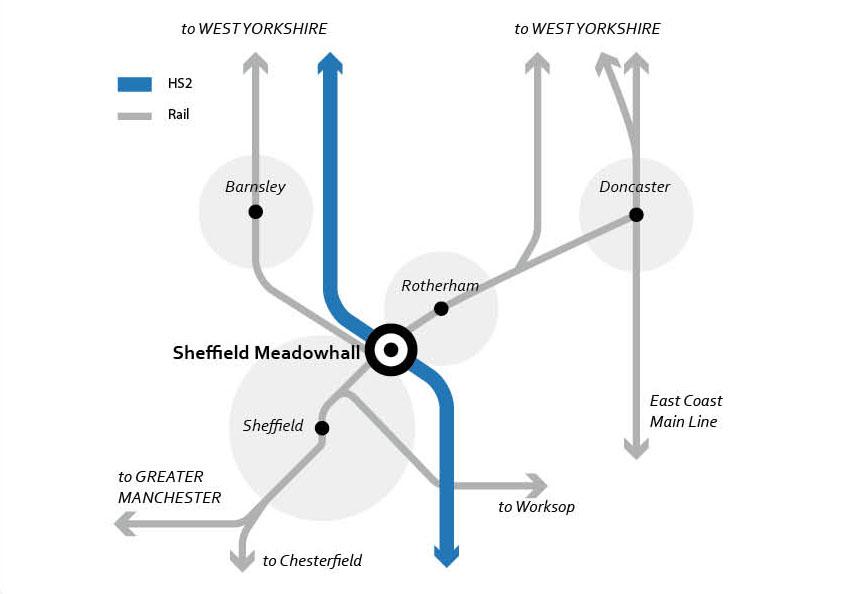 to WEST YORKSHIRE
to WEST YORKSHIRE
HS2
Rail
Barnsley
Doncaster
Rotherham
Sheffield Meadowhall
East Coast
Main Line
Sheffield
to GREATER
MANCHESTER
to Worksop
to Chesterfield